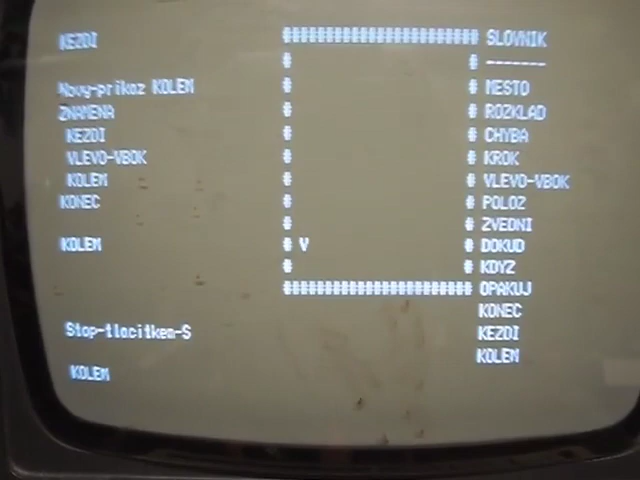 KEZDI
Novy-prikaz KOLEM
ZNAMENA
KEZDI
VLEVO-VBOK
KOLEM
KONEC
KOLEM
Stop-tlacitkem-S
KOLEM
V
SLOVNIK
--------
MESTO
ROZKLAD
CHYBA
KROK
VLEVO-VBOK
POLOZ
ZVEDNI
DOKUD
KDYZ
OPAKUJ
KONEC
KEZDI
KOLEM